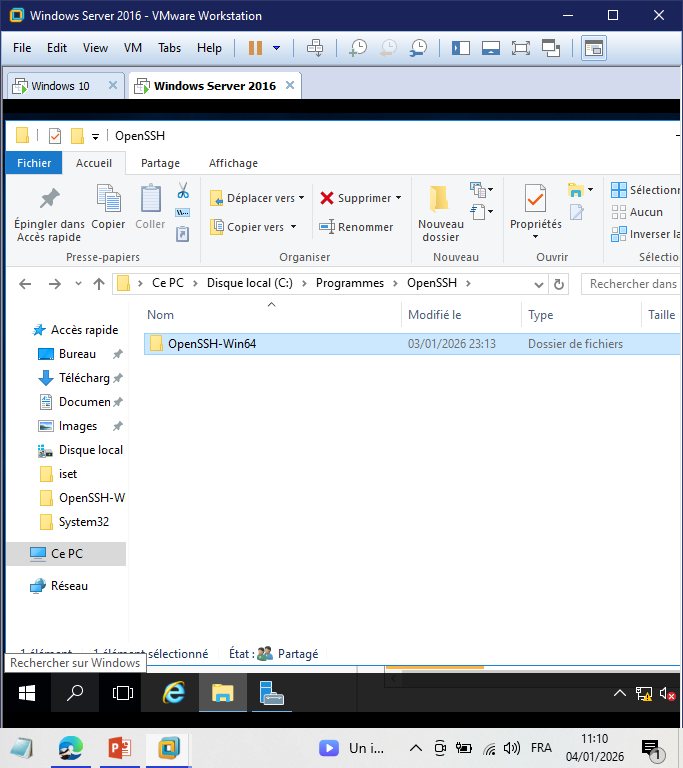 Windows Server 2016 - VMware Workstation
File Edit View VM Tabs Help
Windows 10
Windows Server 2016
OpenSSH
Fichier Accueil Partage Affichage
Épingler dans Accès rapide
Copier
Coller
Déplacer vers
Copier vers
Supprimer
Renommer
Nouveau dossier
Propriétés
Sélectionn
Aucun
Inverser la
Presse-papiers Organiser Nouveau Ouvrir Sélectio
Ce PC > Disque local (C:) > Programmes > OpenSSH >
Rechercher dans
Nom Modifié le Type Taille
OpenSSH-Win64 03/01/2026 23:13 Dossier de fichiers
Accès rapide
Bureau
Télécharg
Documen
Images
Disque local
iset
OpenSSH-W
System32
Ce PC
Réseau
1 élément 1 élément sélectionné État : Partagé
Rechercher sur Windows
Un i... FRA 11:10
04/01/2026
1